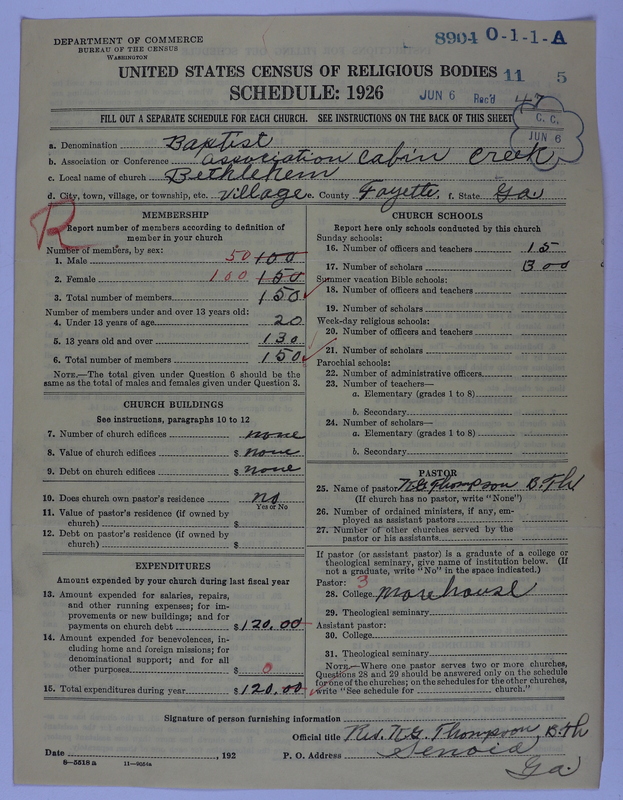 DEPARTMENT OF COMMERCE
BUREAU OF THE CENSUS
WASHINGTON
8904 0-1-1-A
UNITED STATES CENSUS OF RELIGIOUS BODIES 11 5
SCHEDULE: 1926
JUN 6 Rec'd 47
FILL OUT A SEPARATE SCHEDULE FOR EACH CHURCH. SEE INSTRUCTIONS ON THE BACK OF THIS SHEET
C. C.
JUN 6
a. Denomination Baptist
b. Association or Conference association Cabin Creek
c. Local name of church Bethlehem
d. City, town, village, or township, etc. Village e. County Fayette, f. State Ga.
R
MEMBERSHIP
Report number of members according to definition of
member in your church
Number of members, by sex:
1. Male 50 100
2. Female 100 150
3. Total number of members 150
Number of members under and over 13 years old:
4. Under 13 years of age 20
5. 13 years old and over 130
6. Total number of members 150
NOTE.—The total given under Question 6 should be the
same as the total of males and females given under Question 3.
CHURCH BUILDINGS
See instructions, paragraphs 10 to 12
7. Number of church edifices none
8. Value of church edifices $ none
9. Debt on church edifices $ none
10. Does church own pastor's residence no
Yes or No
11. Value of pastor's residence (if owned by
church) $
12. Debt on pastor's residence (if owned by
church) $
EXPENDITURES
Amount expended by your church during last fiscal year
13. Amount expended for salaries, repairs,
and other running expenses; for im-
provements or new buildings; and for
payments on church debt $120.00
14. Amount expended for benevolences, in-
cluding home and foreign missions; for
denominational support; and for all
other purposes $ 0
15. Total expenditures during year $120.00
CHURCH SCHOOLS
Report here only schools conducted by this church
Sunday schools:
16. Number of officers and teachers 15
17. Number of scholars 300
Summer vacation Bible schools:
18. Number of officers and teachers
19. Number of scholars
Week-day religious schools:
20. Number of officers and teachers
21. Number of scholars
Parochial schools:
22. Number of administrative officers
23. Number of teachers—
a. Elementary (grades 1 to 8)
b. Secondary
24. Number of scholars—
a. Elementary (grades 1 to 8)
b. Secondary
PASTOR
25. Name of pastor N.G. Thompson B.Th
(If church has no pastor, write "None")
26. Number of ordained ministers, if any, em-
ployed as assistant pastors
27. Number of other churches served by the
pastor or his assistants
If pastor (or assistant pastor) is a graduate of a college or
theological seminary, give name of institution below. (If
not a graduate, write "No" in the space indicated.)
Pastor: 3
28. College Morehouse
29. Theological seminary
Assistant pastor:
30. College
31. Theological seminary
NOTE.—Where one pastor serves two or more churches,
Questions 28 and 29 should be answered only on the schedule
for one of the churches; on the schedules for the other churches,
write "See schedule for church."
Signature of person furnishing information
Official title Rev. N.G. Thompson, B.Th
Date , 192 P. O. Address Senoia
Ga
8-5518 a 11-9054a